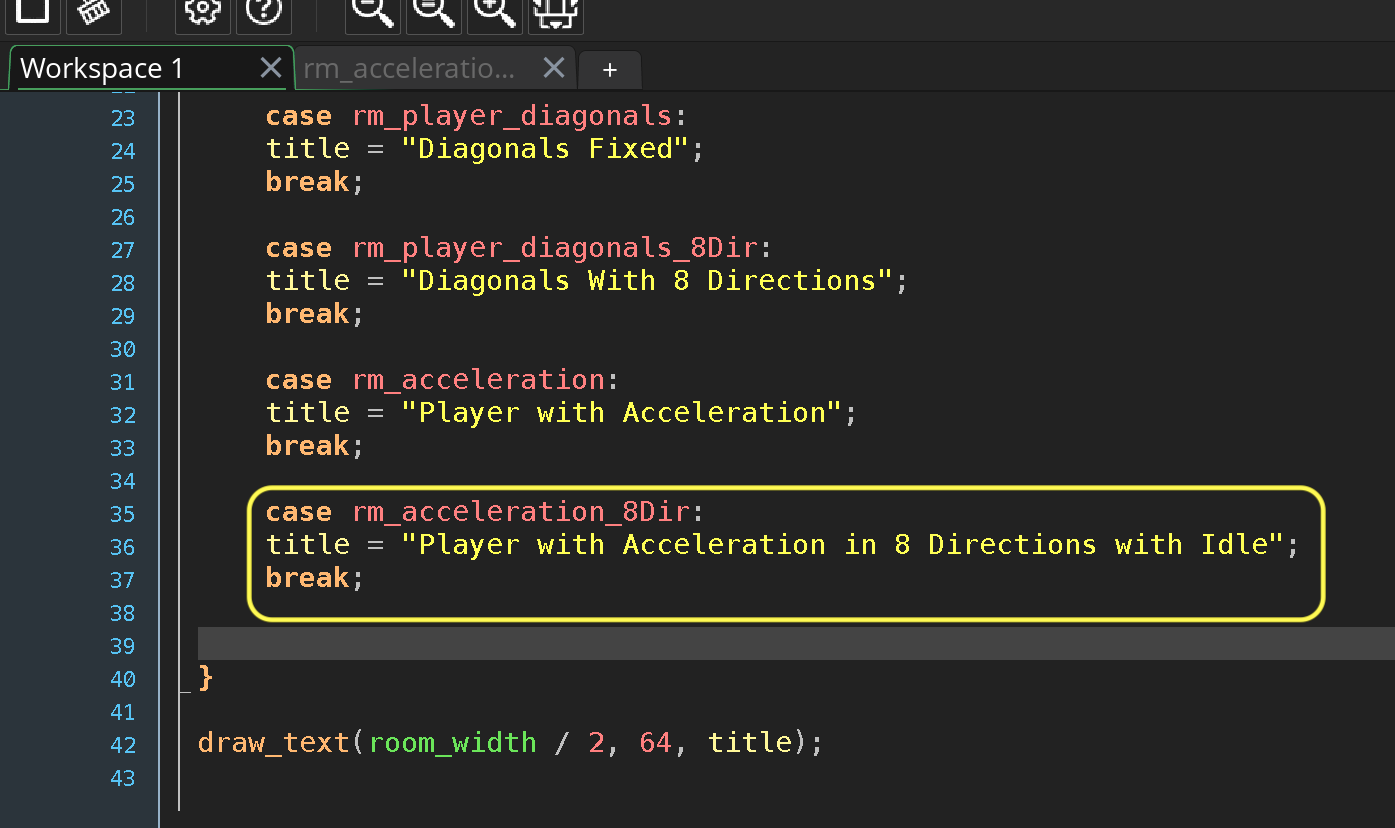 Workspace 1
rm_acceleratio...
+
23 case rm_player_diagonals:
24 title = "Diagonals Fixed";
25 break;
26
27 case rm_player_diagonals_8Dir:
28 title = "Diagonals With 8 Directions";
29 break;
30
31 case rm_acceleration:
32 title = "Player with Acceleration";
33 break;
34
35 case rm_acceleration_8Dir:
36 title = "Player with Acceleration in 8 Directions with Idle";
37 break;
38
39
40 }
41
42 draw_text(room_width / 2, 64, title);
43